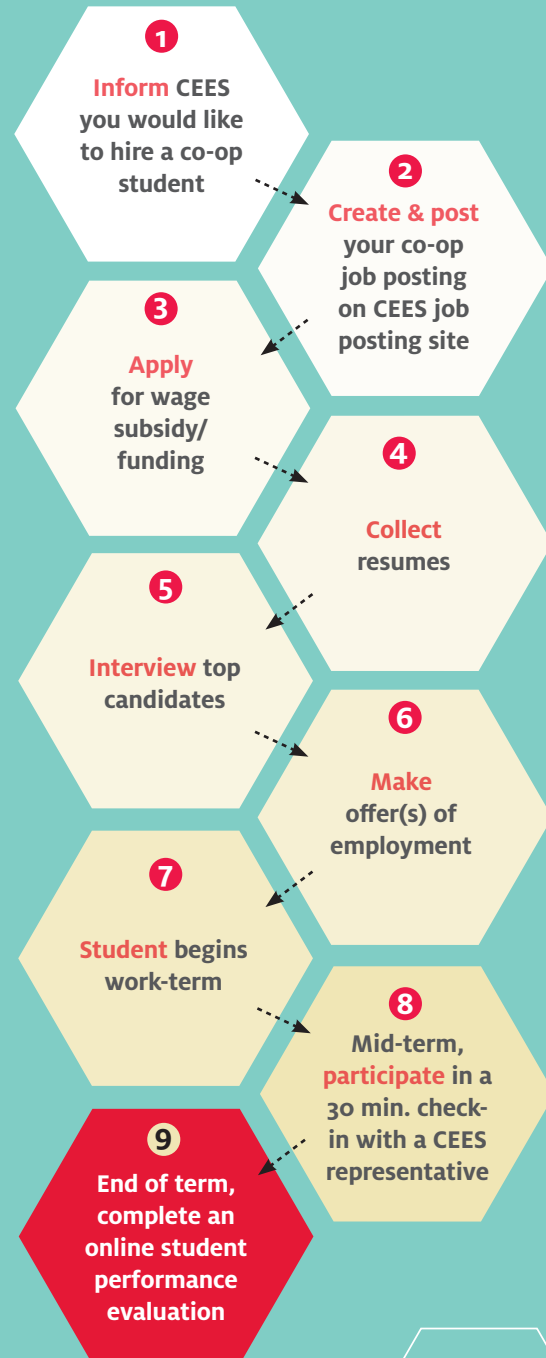 1
Inform CEES
you would like
to hire a co-op
student
2
Create & post
your co-op
job posting
on CEES job
posting site
3
Apply
for wage
subsidy/
funding
4
Collect
resumes
5
Interview top
candidates
6
Make
offer(s) of
employment
7
Student begins
work-term
8
Mid-term,
participate in a
30 min. check-
in with a CEES
representative
9
End of term,
complete an
online student
performance
evaluation